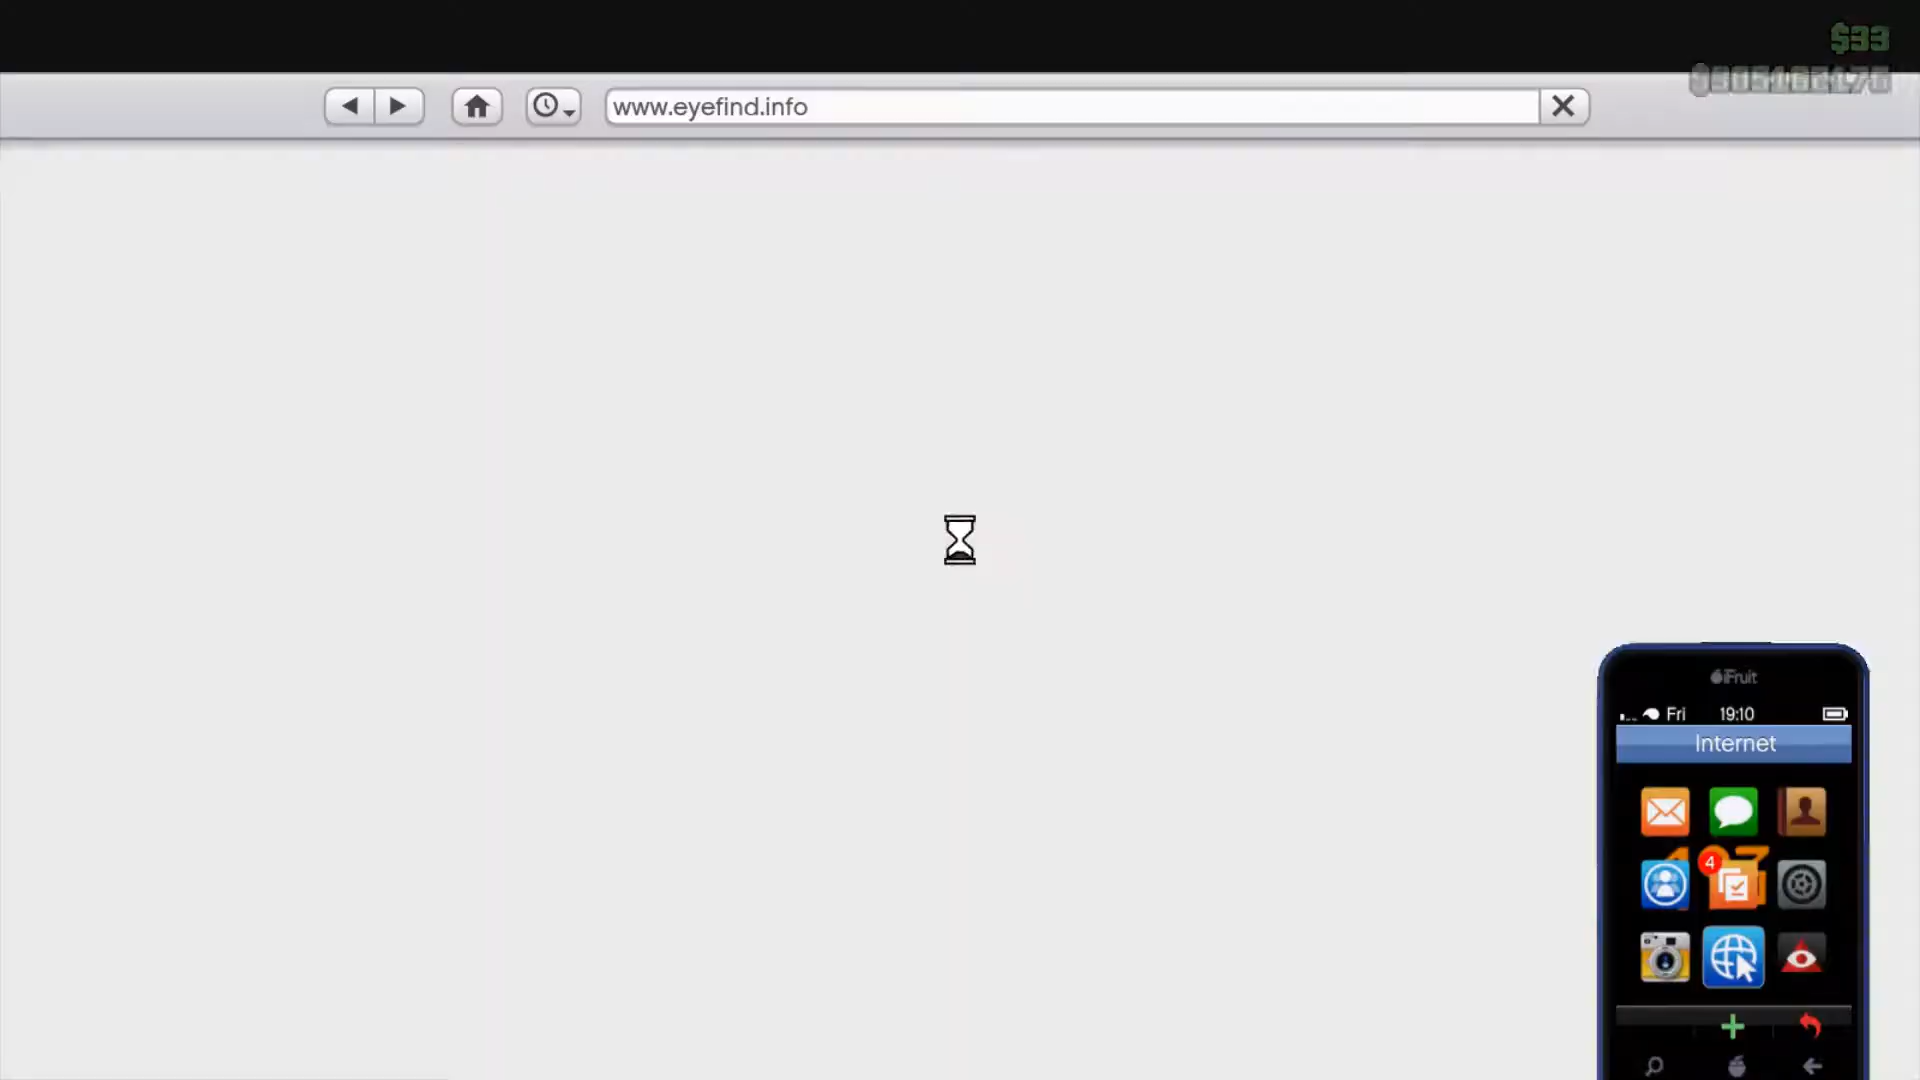 $33
www.eyefind.info
iFruit
Fri 19:10
Internet
4